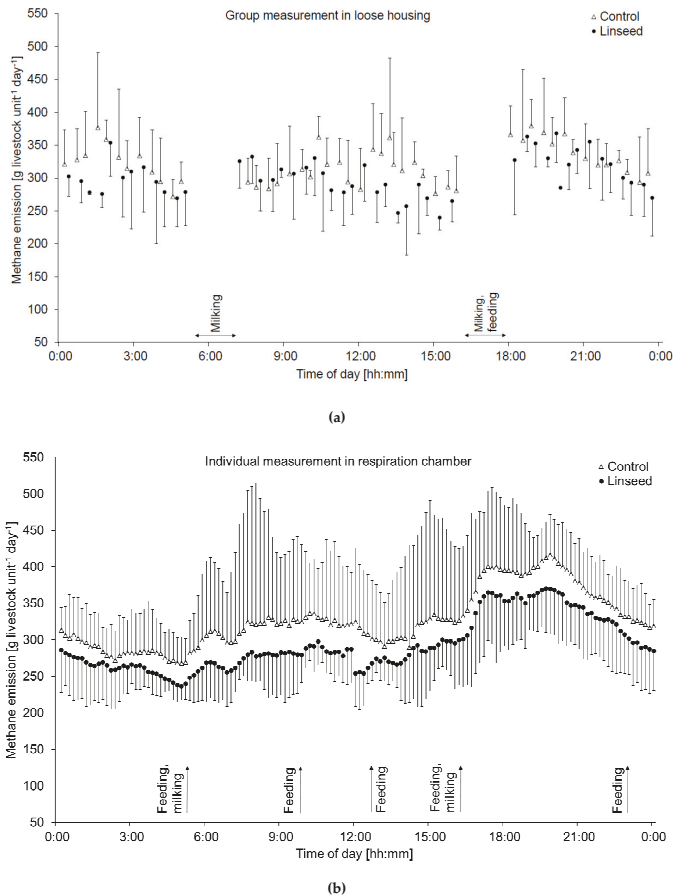 Group measurement in loose housing
Control
Linseed
Methane emission [g livestock unit⁻¹ day⁻¹]
550
500
450
400
350
300
250
200
150
100
50
Milking
Milking,
feeding
0:00 3:00 6:00 9:00 12:00 15:00 18:00 21:00 0:00
Time of day [hh:mm]
(a)
Individual measurement in respiration chamber
Control
Linseed
Methane emission [g livestock unit⁻¹ day⁻¹]
550
500
450
400
350
300
250
200
150
100
50
Feeding,
milking
Feeding
Feeding
Feeding,
milking
Feeding
0:00 3:00 6:00 9:00 12:00 15:00 18:00 21:00 0:00
Time of day [hh:mm]
(b)